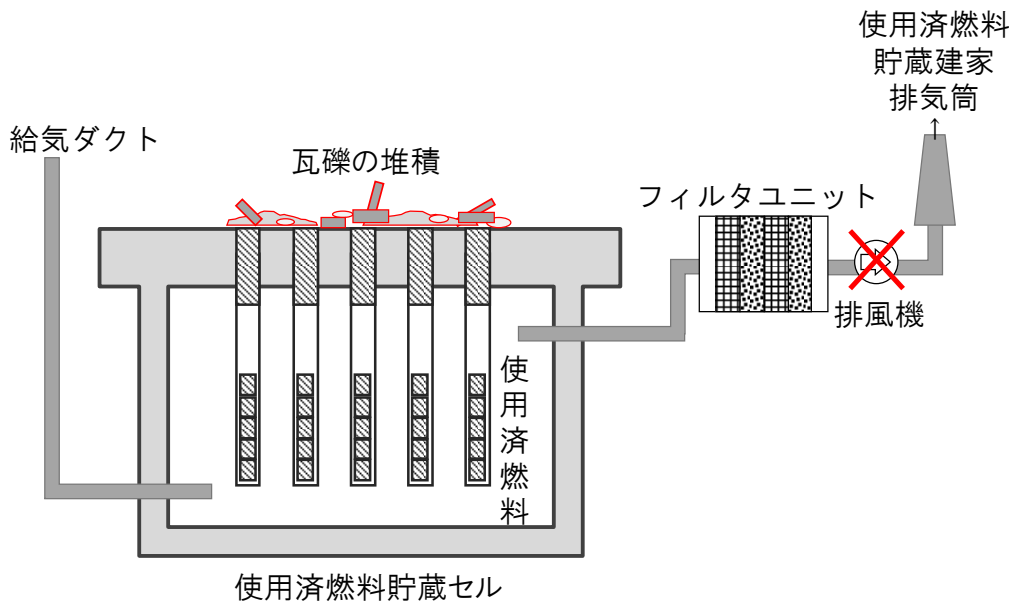 使用済燃料
貯蔵建家
排気筒
給気ダクト
瓦礫の堆積
フィルタユニット
排風機
使用済燃料
使用済燃料貯蔵セル